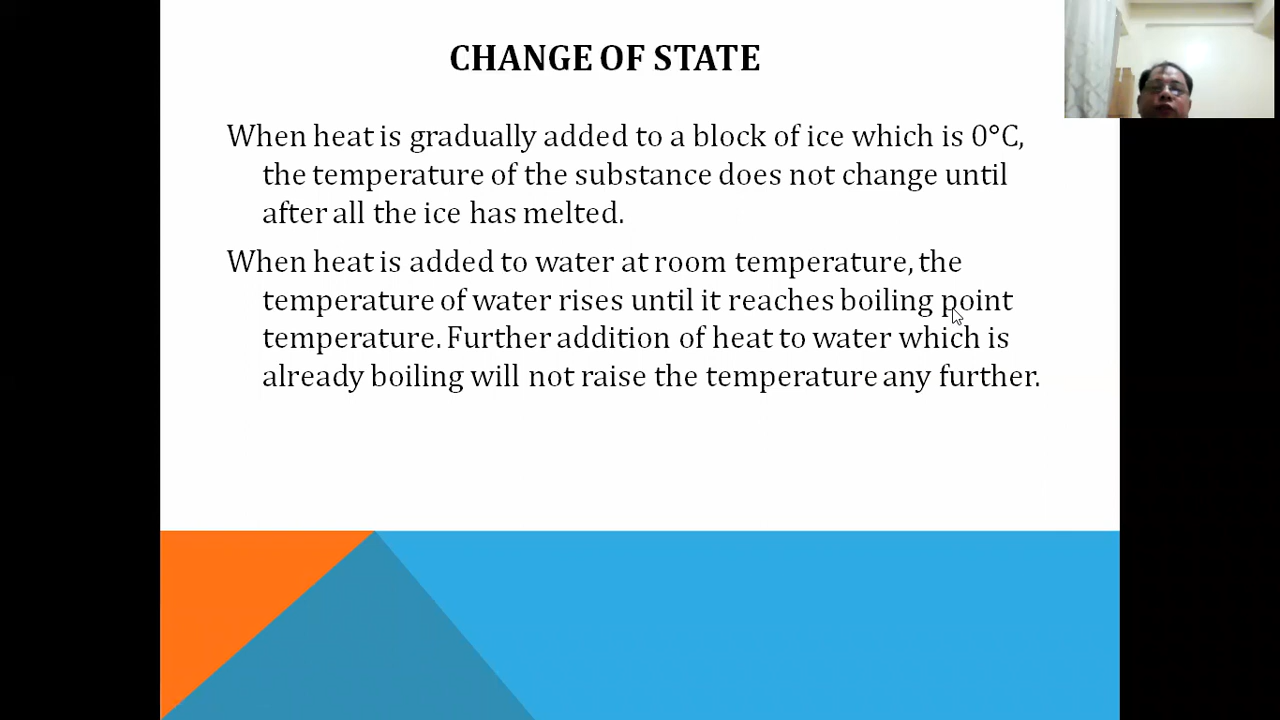 CHANGE OF STATE
When heat is gradually added to a block of ice which is 0°C,
the temperature of the substance does not change until
after all the ice has melted.
When heat is added to water at room temperature, the
temperature of water rises until it reaches boiling point
temperature. Further addition of heat to water which is
already boiling will not raise the temperature any further.